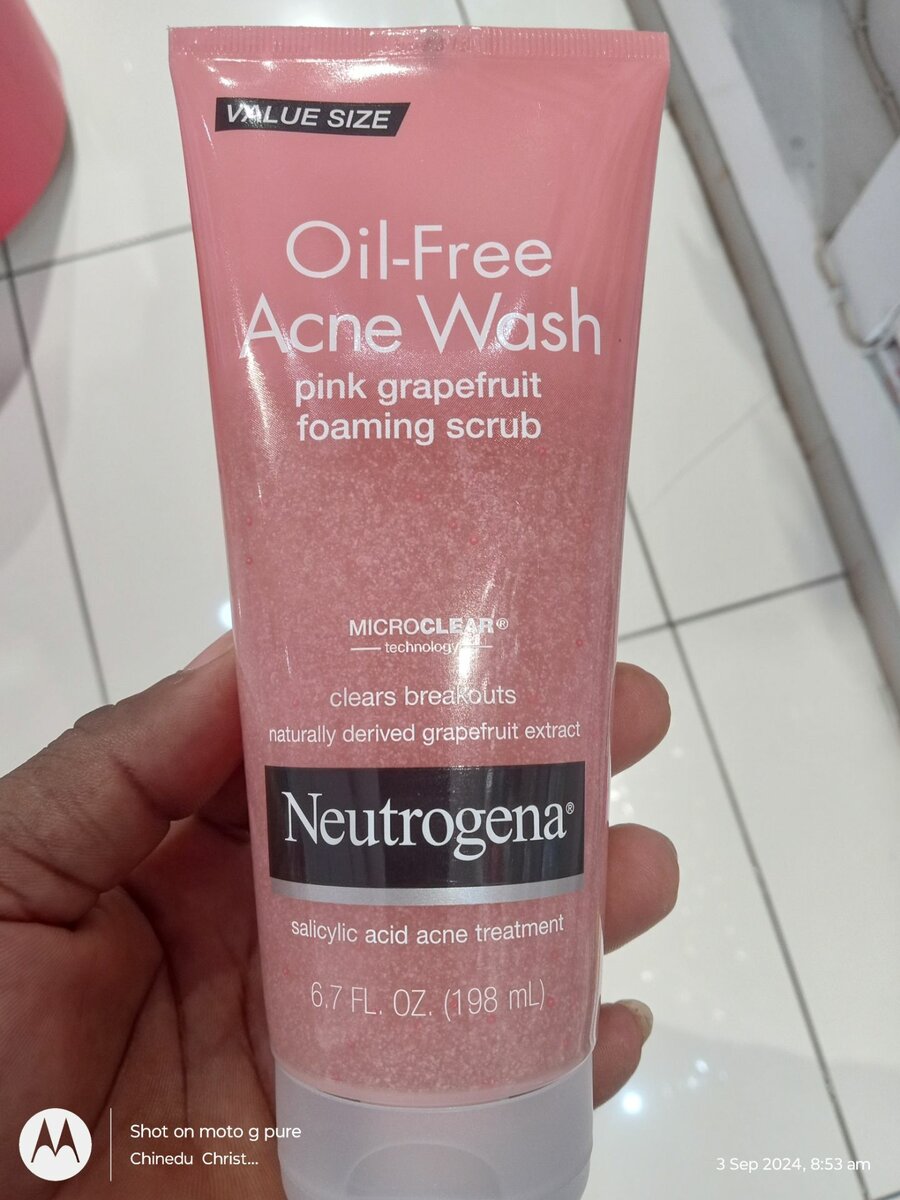 VALUE SIZE
Oil-Free
Acne Wash
pink grapefruit
foaming scrub
MICROCLEAR®
technology
clears breakouts
naturally derived grapefruit extract
Neutrogena®
salicylic acid acne treatment
6.7 FL. OZ. (198 mL)
Shot on moto g pure
Chinedu Christ...
3 Sep 2024, 8:53 am